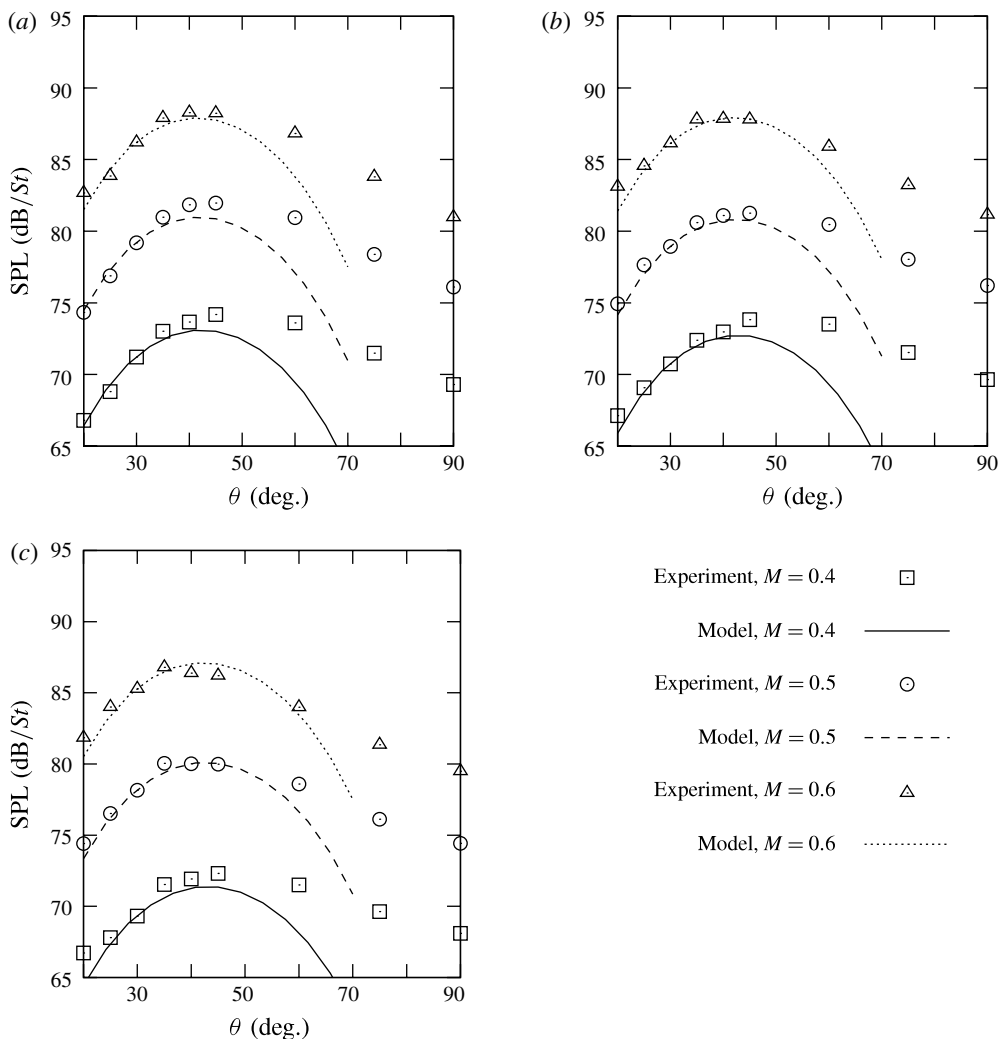 (a)
95
90
85
80
75
70
65
SPL (dB/St)
30
50
70
90
θ (deg.)
(b)
95
90
85
80
75
70
65
30
50
70
90
θ (deg.)
(c)
95
90
85
80
75
70
65
SPL (dB/St)
30
50
70
90
θ (deg.)
Experiment, M = 0.4
Model, M = 0.4
Experiment, M = 0.5
Model, M = 0.5
Experiment, M = 0.6
Model, M = 0.6